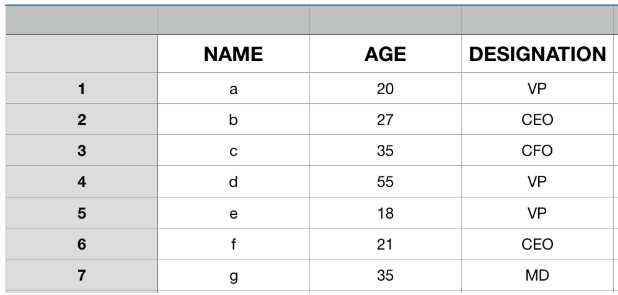 NAME AGE DESIGNATION
1 a 20 VP
2 b 27 CEO
3 c 35 CFO
4 d 55 VP
5 e 18 VP
6 f 21 CEO
7 g 35 MD